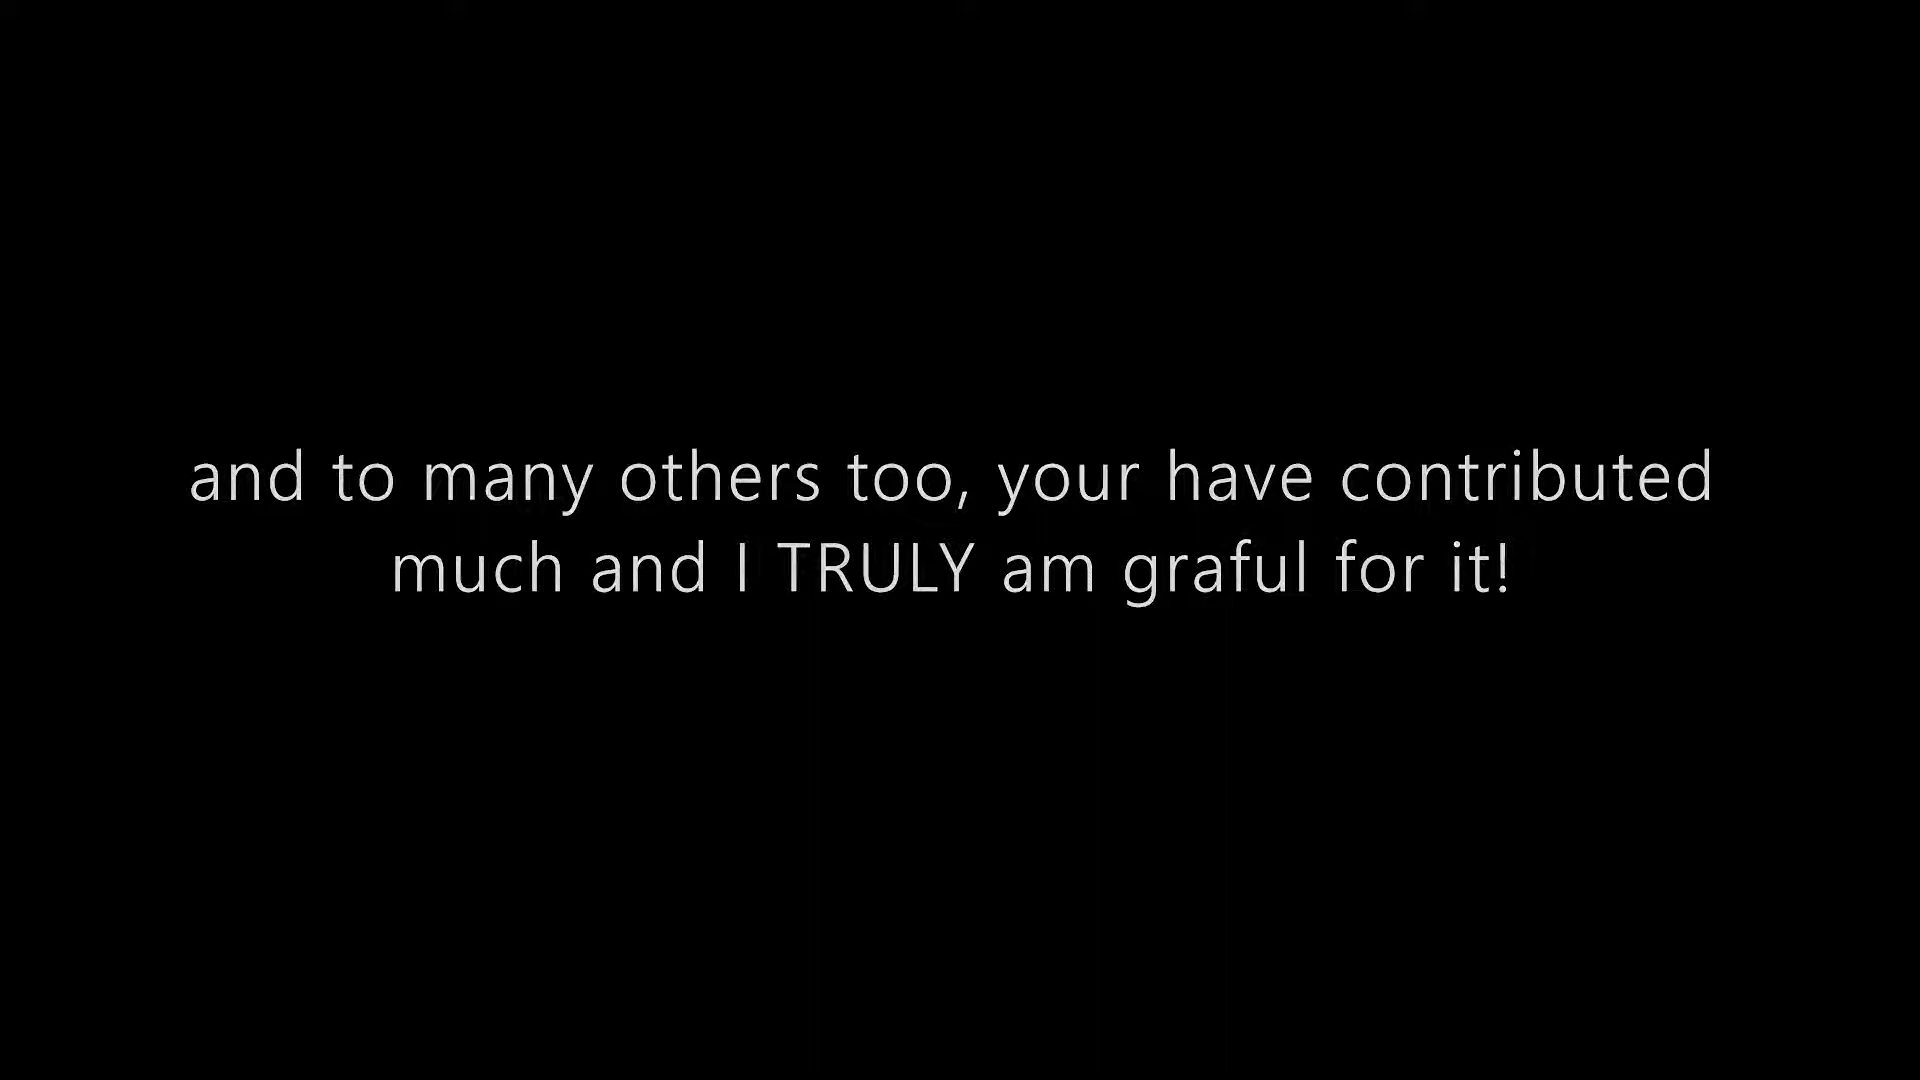 and to many others too, your have contributed
much and I TRULY am graful for it!